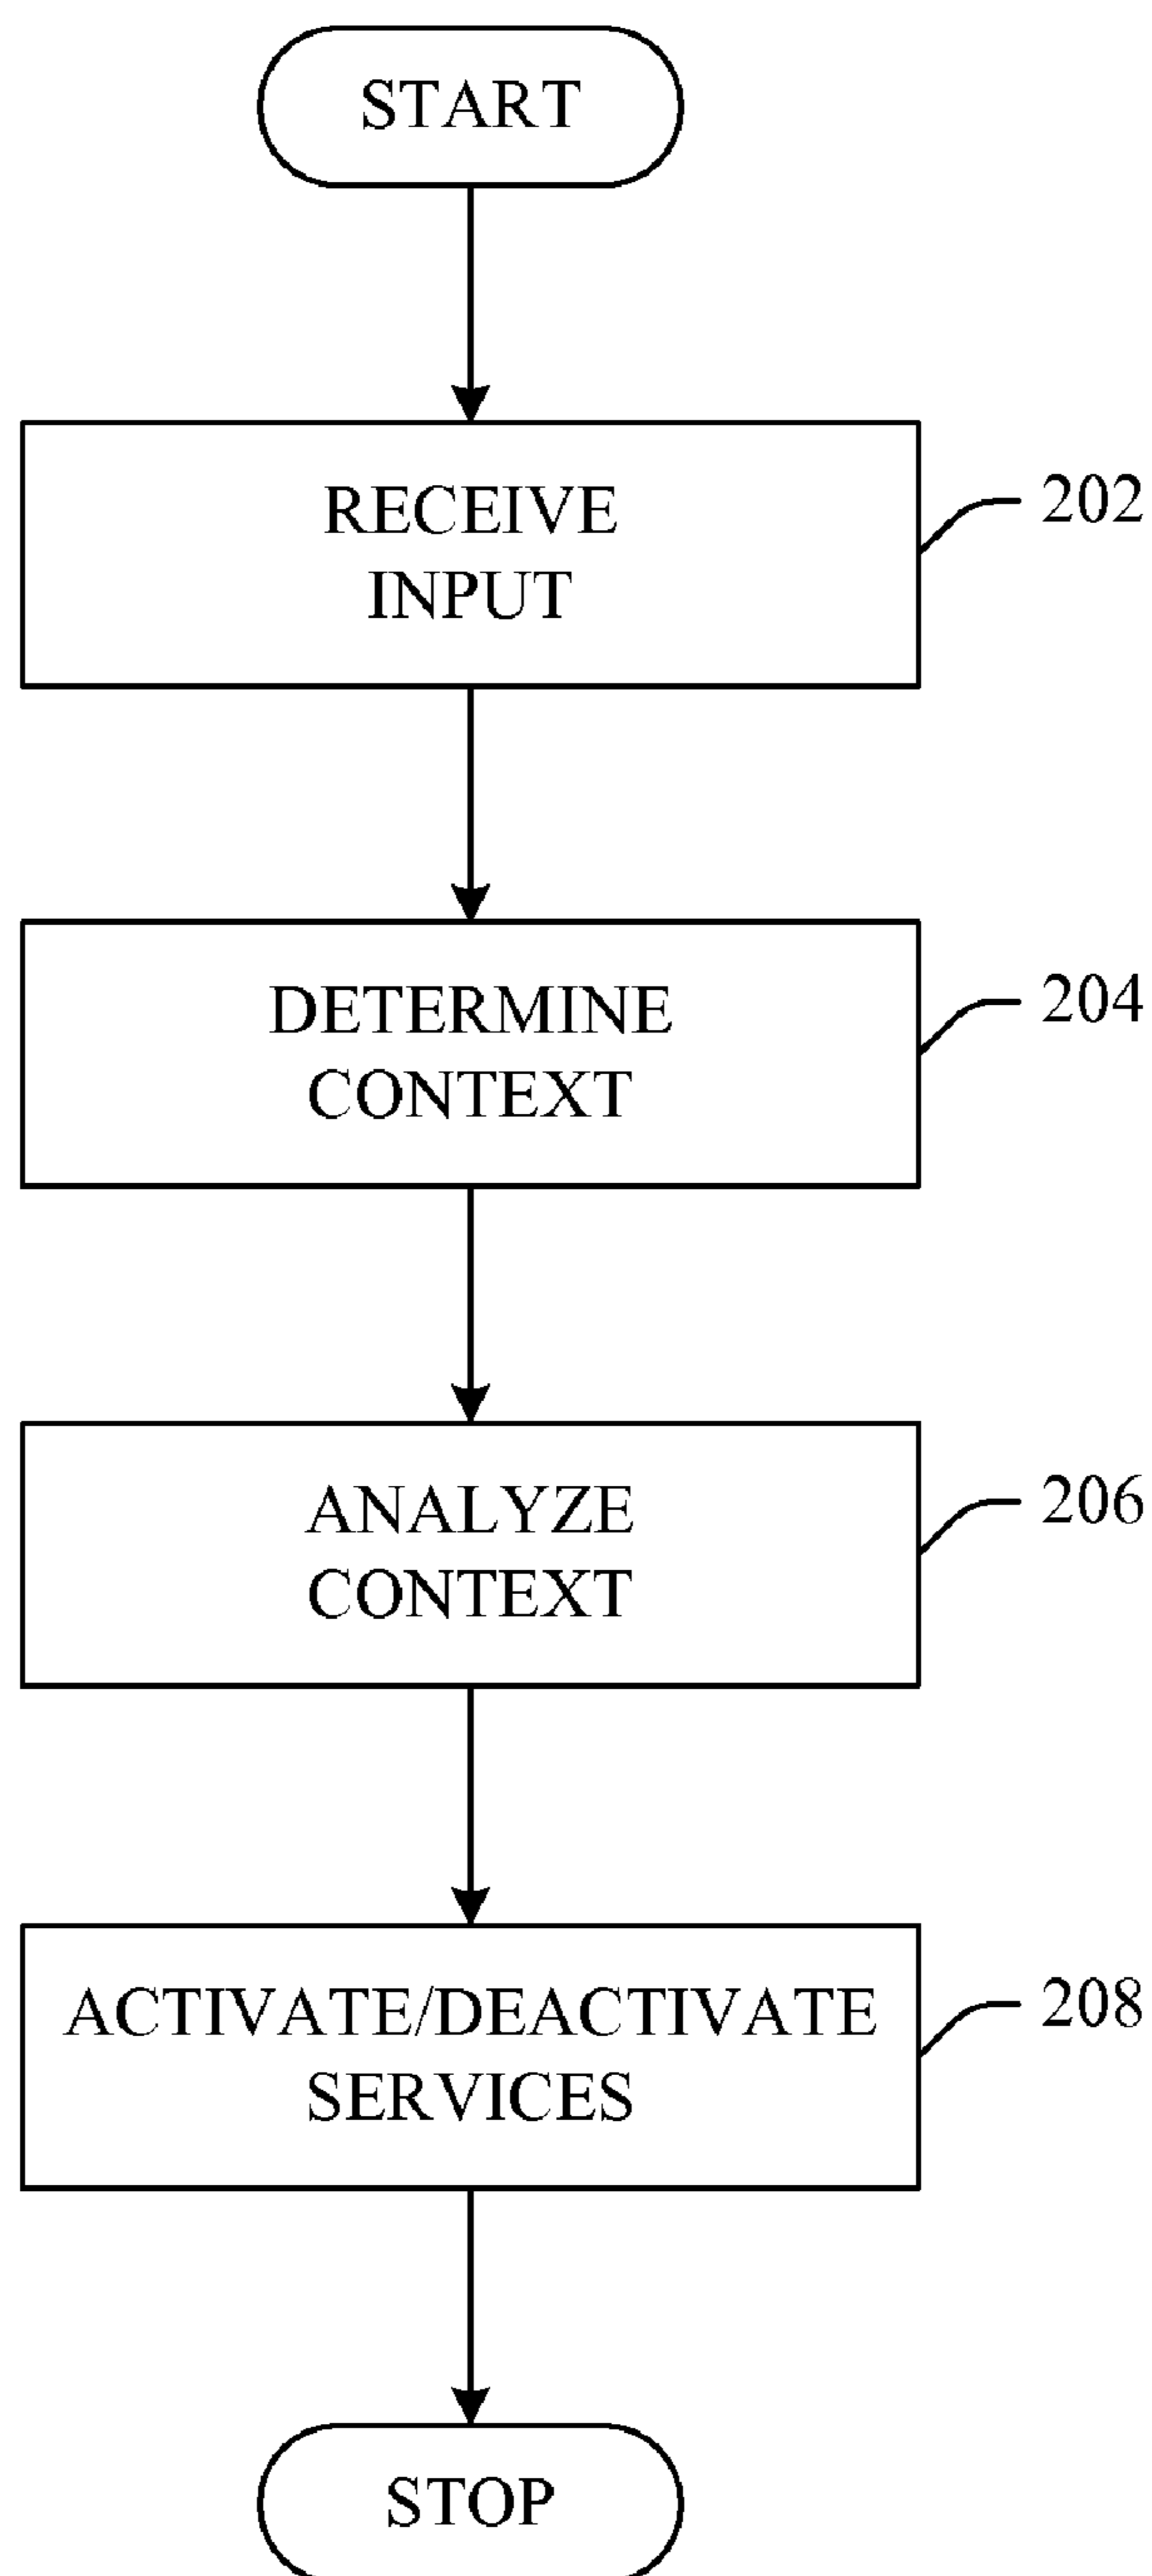 START
RECEIVE
INPUT
202
DETERMINE
CONTEXT
204
ANALYZE
CONTEXT
206
ACTIVATE/DEACTIVATE
SERVICES
208
STOP